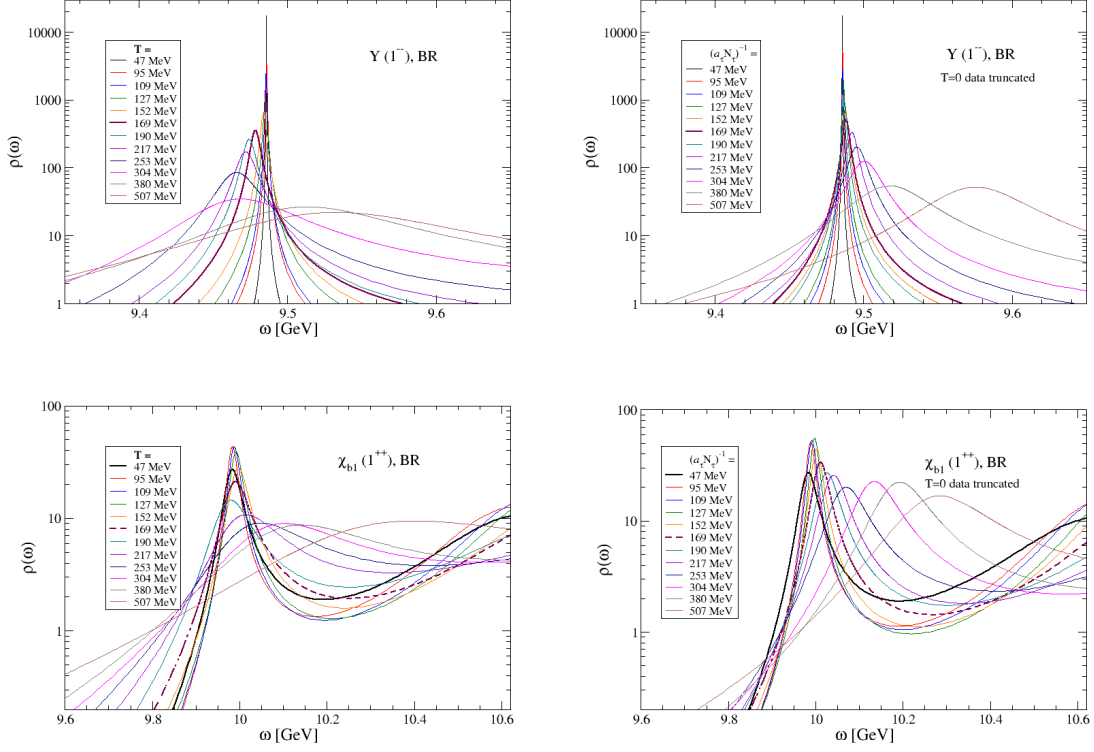 10000
1000
100
10
1
ρ(ω)
T =
47 MeV
95 MeV
109 MeV
127 MeV
152 MeV
169 MeV
190 MeV
217 MeV
253 MeV
304 MeV
380 MeV
507 MeV
Υ (1⁻⁻), BR
9.4 9.5 9.6
ω [GeV]
10000
1000
100
10
1
ρ(ω)
(aτNτ)⁻¹ =
47 MeV
95 MeV
109 MeV
127 MeV
152 MeV
169 MeV
190 MeV
217 MeV
253 MeV
304 MeV
380 MeV
507 MeV
Υ (1⁻⁻), BR
T=0 data truncated
9.4 9.5 9.6
ω [GeV]
100
10
1
ρ(ω)
T =
47 MeV
95 MeV
109 MeV
127 MeV
152 MeV
169 MeV
190 MeV
217 MeV
253 MeV
304 MeV
380 MeV
507 MeV
χb1 (1⁺⁺), BR
9.6 9.8 10 10.2 10.4 10.6
ω [GeV]
100
10
1
ρ(ω)
(aτNτ)⁻¹ =
47 MeV
95 MeV
109 MeV
127 MeV
152 MeV
169 MeV
190 MeV
217 MeV
253 MeV
304 MeV
380 MeV
507 MeV
χb1 (1⁺⁺), BR
T=0 data truncated
9.6 9.8 10 10.2 10.4 10.6
ω [GeV]